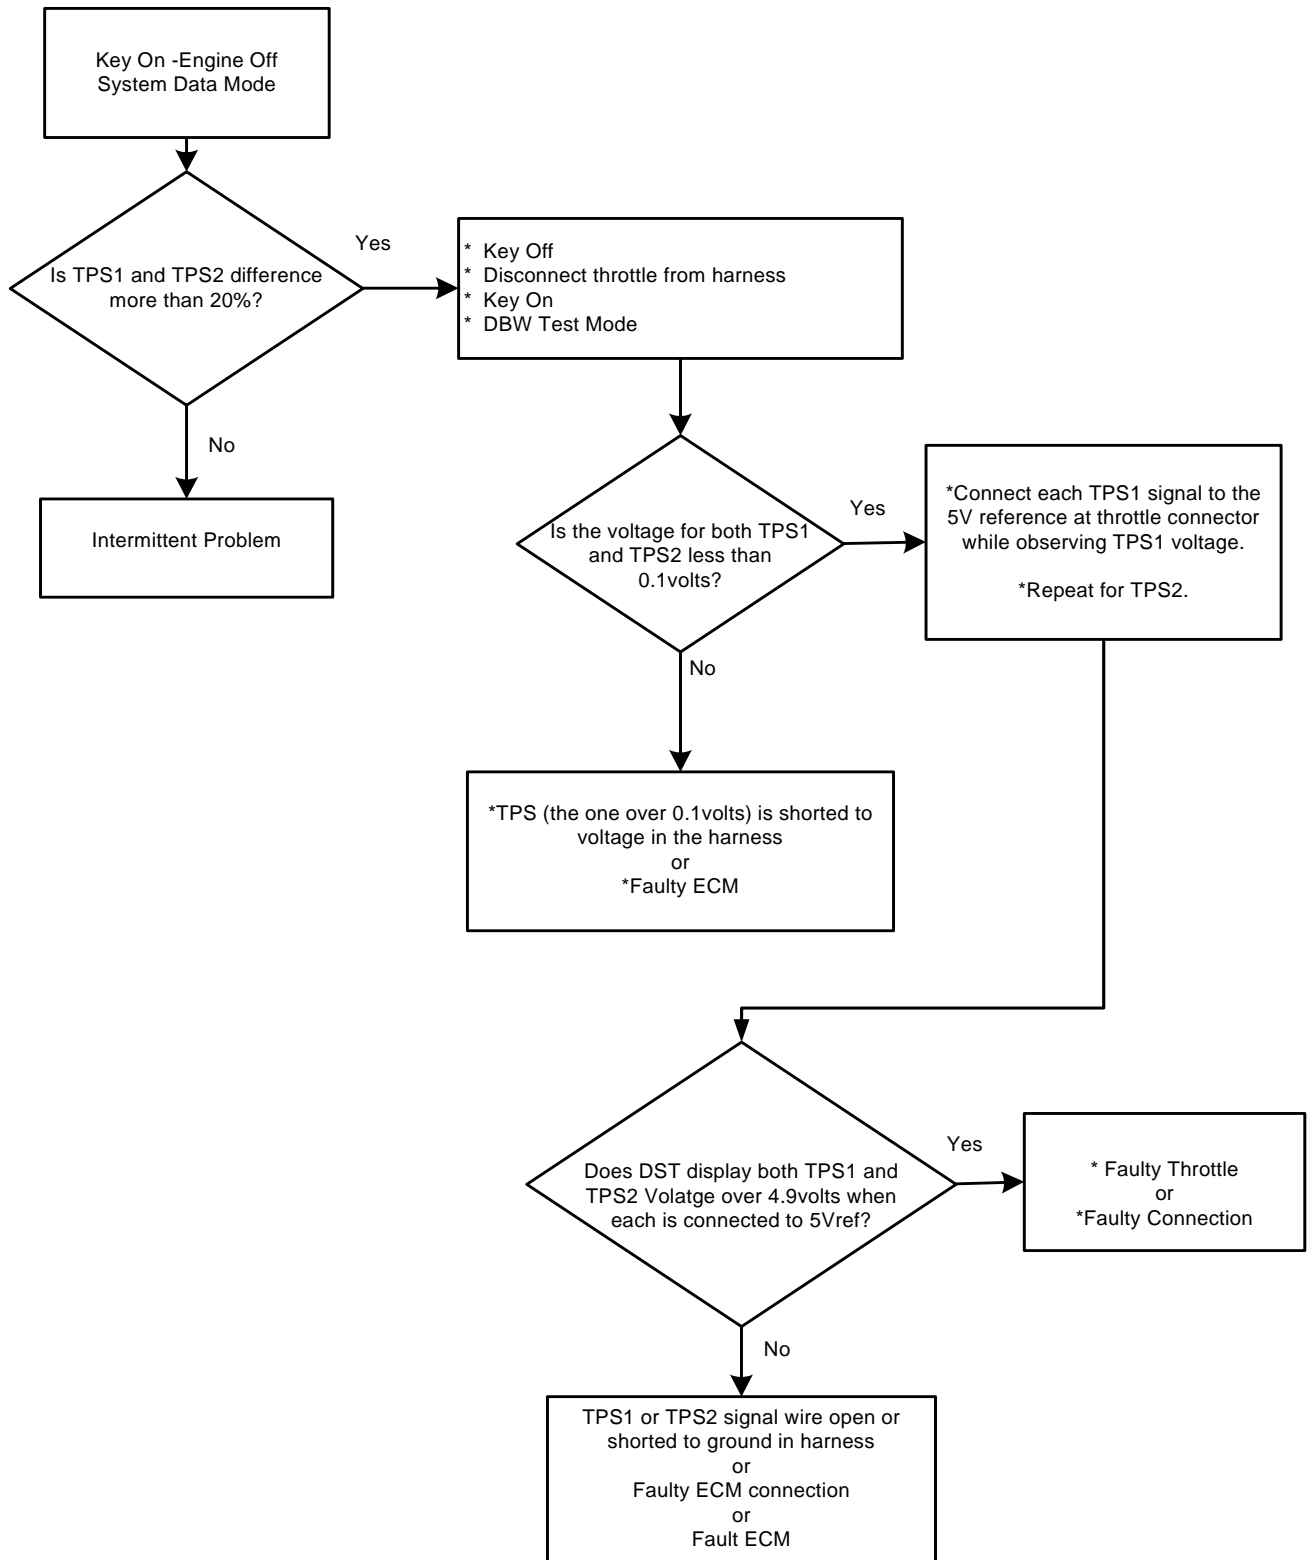 Key On -Engine Off
System Data Mode
Is TPS1 and TPS2 difference
more than 20%?
Yes
* Key Off
* Disconnect throttle from harness
* Key On
* DBW Test Mode
No
Intermittent Problem
Is the voltage for both TPS1
and TPS2 less than
0.1volts?
Yes
*Connect each TPS1 signal to the
5V reference at throttle connector
while observing TPS1 voltage.
*Repeat for TPS2.
No
*TPS (the one over 0.1volts) is shorted to
voltage in the harness
or
*Faulty ECM
Does DST display both TPS1 and
TPS2 Volatge over 4.9volts when
each is connected to 5Vref?
Yes
* Faulty Throttle
or
*Faulty Connection
No
TPS1 or TPS2 signal wire open or
shorted to ground in harness
or
Faulty ECM connection
or
Fault ECM